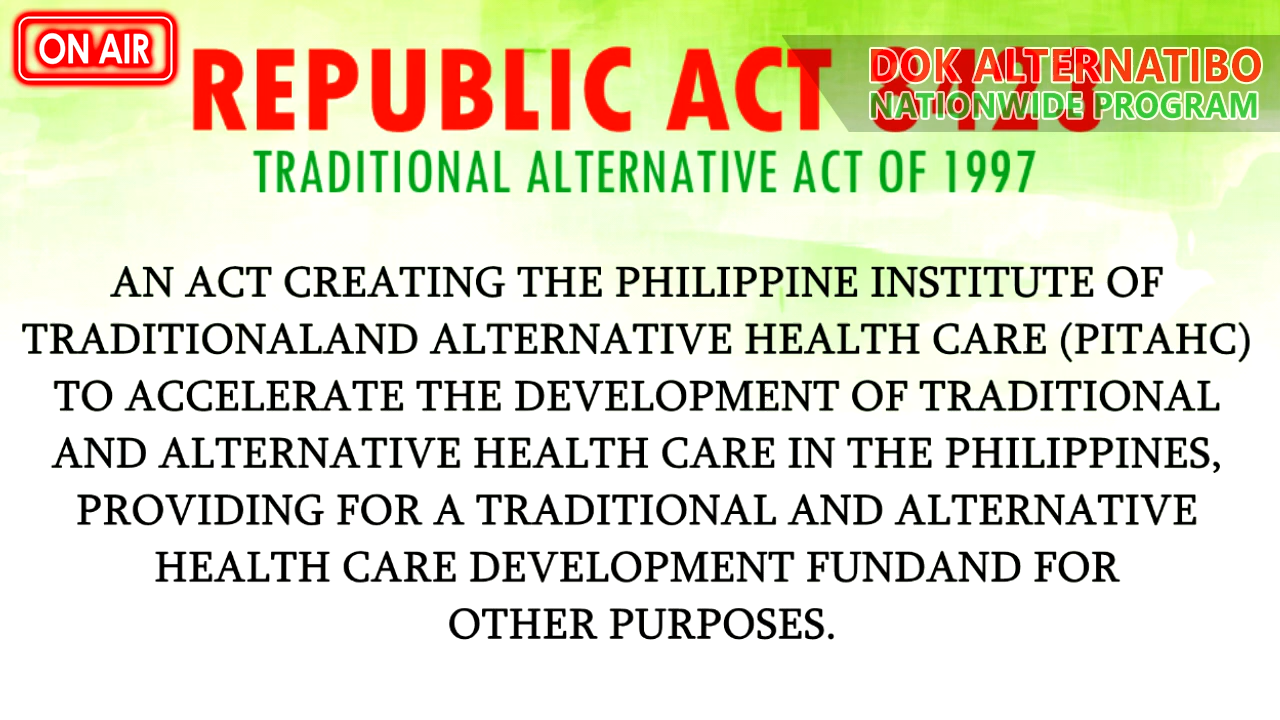 ON AIR
REPUBLIC ACT 8423
DOK ALTERNATIBO
NATIONWIDE PROGRAM
TRADITIONAL ALTERNATIVE ACT OF 1997
AN ACT CREATING THE PHILIPPINE INSTITUTE OF
TRADITIONALAND ALTERNATIVE HEALTH CARE (PITAHC)
TO ACCELERATE THE DEVELOPMENT OF TRADITIONAL
AND ALTERNATIVE HEALTH CARE IN THE PHILIPPINES,
PROVIDING FOR A TRADITIONAL AND ALTERNATIVE
HEALTH CARE DEVELOPMENT FUNDAND FOR
OTHER PURPOSES.